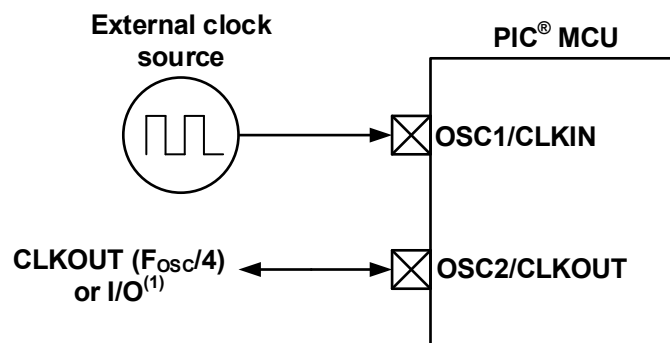 External clock
source
PIC® MCU
OSC1/CLKIN
CLKOUT (FOSC/4)
or I/O(1)
OSC2/CLKOUT